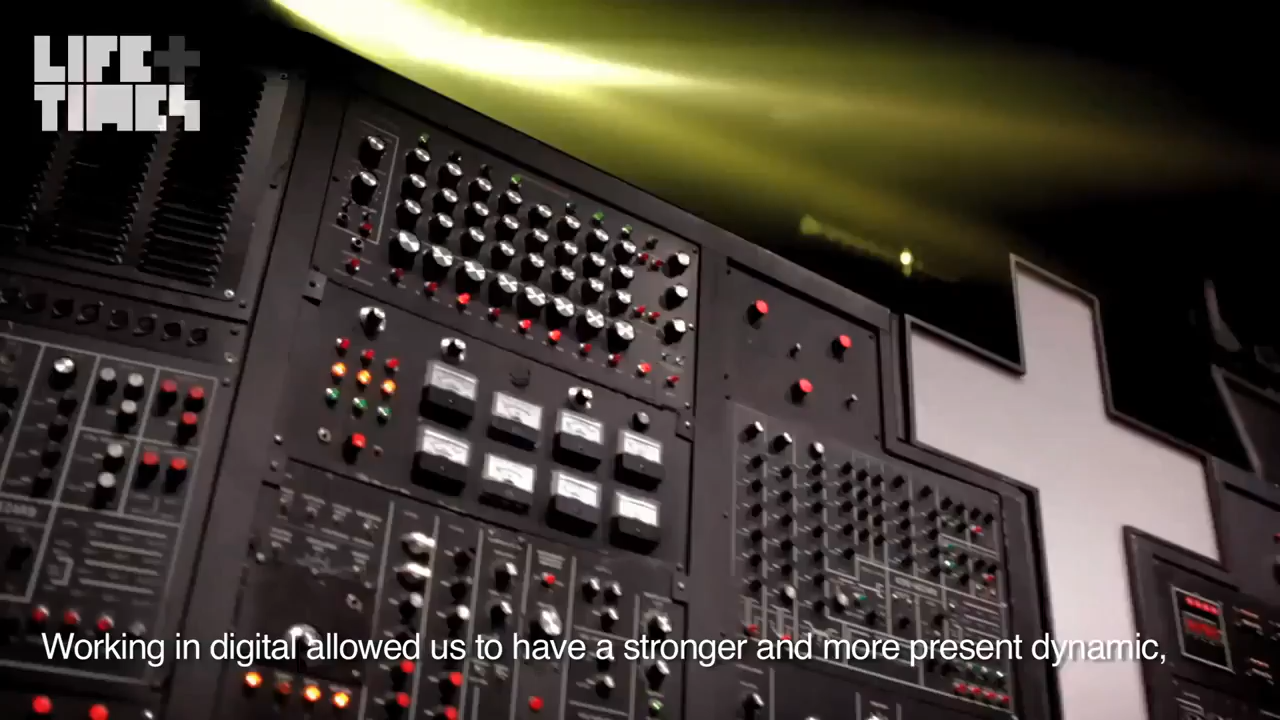 LIFE+
TIMES
Working in digital allowed us to have a stronger and more present dynamic,